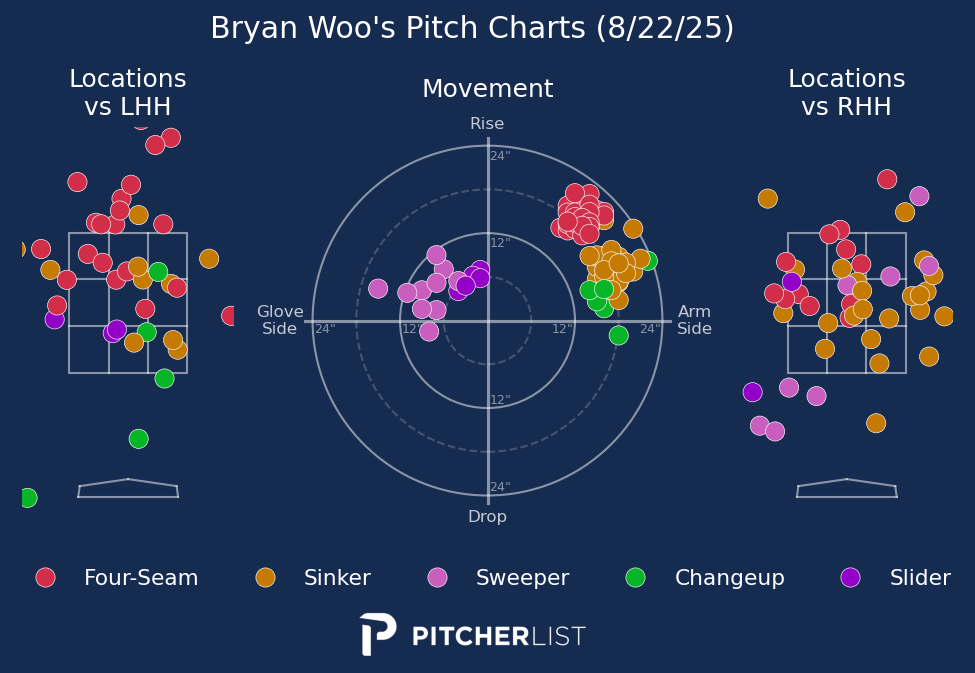 Bryan Woo's Pitch Charts (8/22/25)
Locations
vs LHH
Movement
Locations
vs RHH
Rise
24"
12"
Glove
Side
24"
12"
12"
24"
Arm
Side
12"
24"
Drop
Four-Seam
Sinker
Sweeper
Changeup
Slider
PITCHERLIST